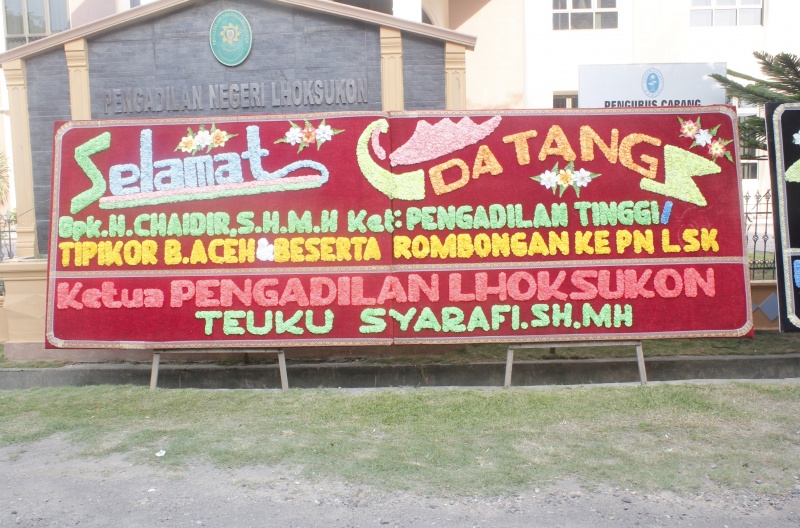 PENGADILAN NEGERI LHOKSUKON
PENGURUS CABANG
Selamat DATANG
Bpk.H.CHAIDIR,S.H.M.H Ket: PENGADILAN TINGGI/
TIPIKOR B.ACEH & BESERTA ROMBONGAN KE PN LSK
Ketua PENGADILAN LHOKSUKON
TEUKU SYARAFI.SH.MH